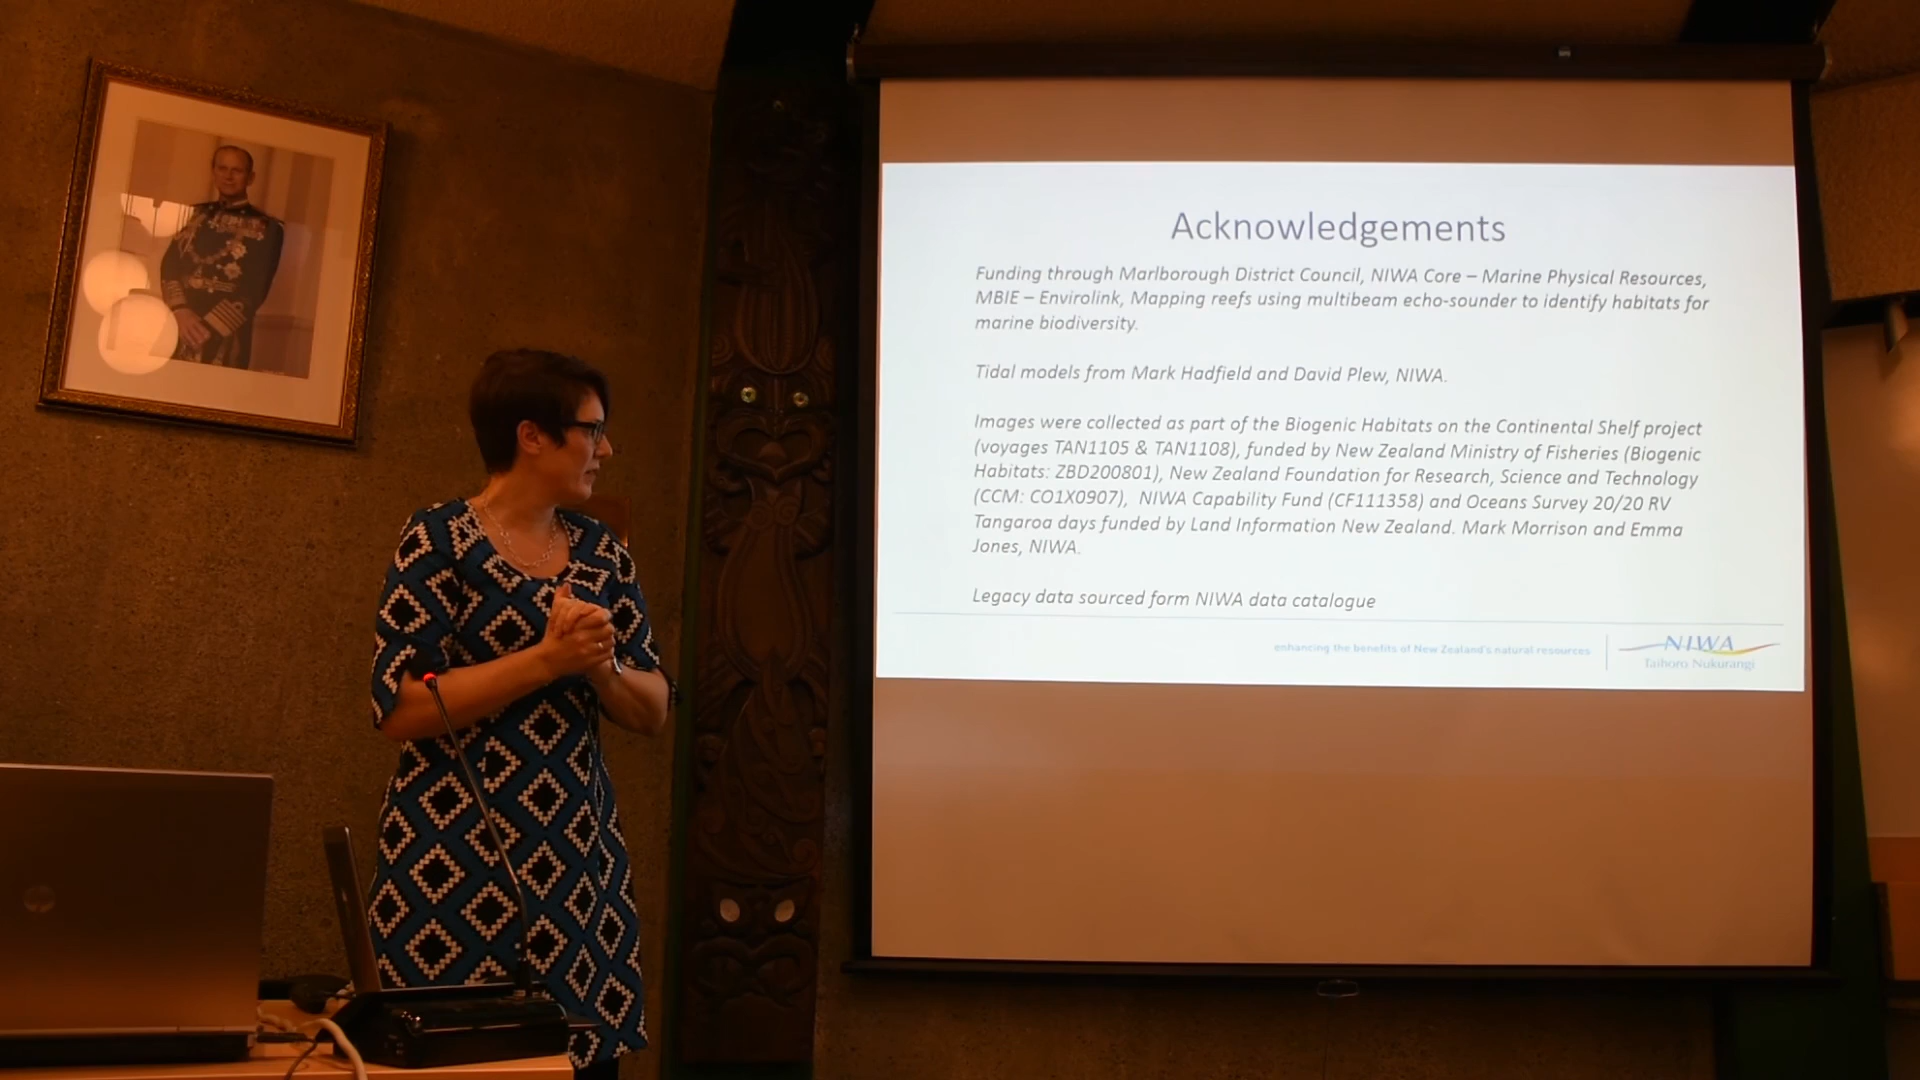 Acknowledgements
Funding through Marlborough District Council, NIWA Core – Marine Physical Resources,
MBIE – Envirolink, Mapping reefs using multibeam echo-sounder to identify habitats for
marine biodiversity.
Tidal models from Mark Hadfield and David Plew, NIWA.
Images were collected as part of the Biogenic Habitats on the Continental Shelf project
(voyages TAN1105 & TAN1108), funded by New Zealand Ministry of Fisheries (Biogenic
Habitats: ZBD200801), New Zealand Foundation for Research, Science and Technology
(CCM: CO1X0907), NIWA Capability Fund (CF111358) and Oceans Survey 20/20 RV
Tangaroa days funded by Land Information New Zealand. Mark Morrison and Emma
Jones, NIWA.
Legacy data sourced form NIWA data catalogue
enhancing the benefits of New Zealand's natural resources
NIWA
Taihoro Nukurangi